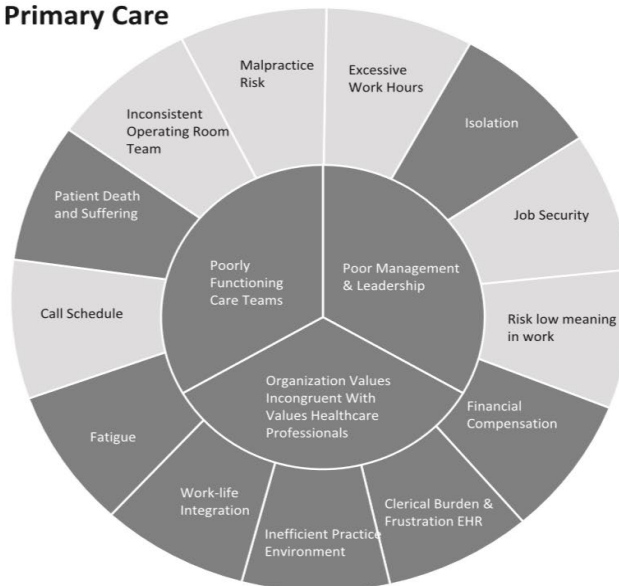 Primary Care
Malpractice
Risk
Excessive
Work Hours
Isolation
Job Security
Risk low meaning
in work
Financial
Compensation
Clerical Burden &
Frustration EHR
Inefficient Practice
Environment
Work-life
Integration
Fatigue
Call Schedule
Patient Death
and Suffering
Inconsistent
Operating Room
Team
Poorly
Functioning
Care Teams
Poor Management
& Leadership
Organization Values
Incongruent With
Values Healthcare
Professionals